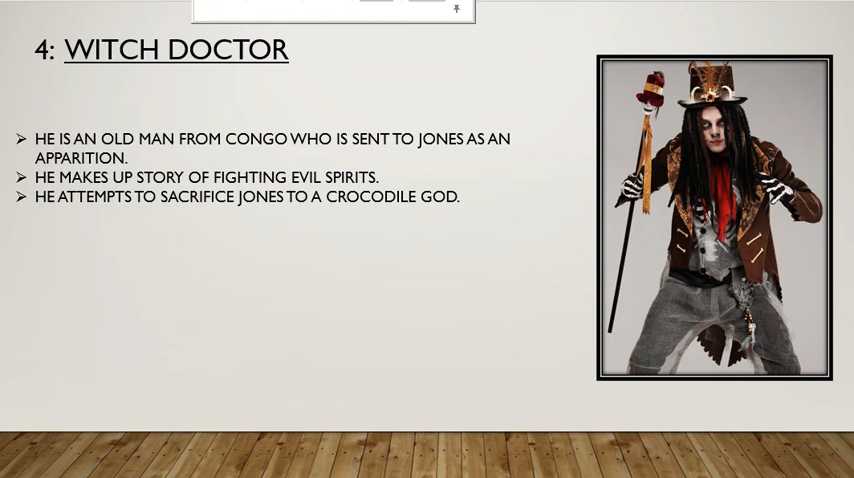 4: WITCH DOCTOR
➢ HE IS AN OLD MAN FROM CONGO WHO IS SENT TO JONES AS AN
APPARITION.
➢ HE MAKES UP STORY OF FIGHTING EVIL SPIRITS.
➢ HE ATTEMPTS TO SACRIFICE JONES TO A CROCODILE GOD.